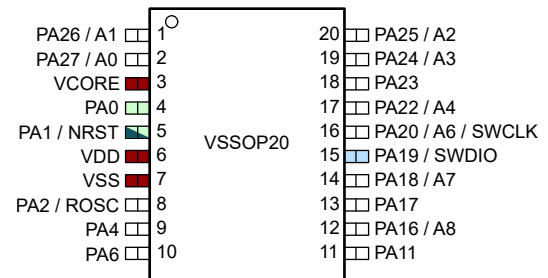 PA26 / A1 1 20 PA25 / A2
PA27 / A0 2 19 PA24 / A3
VCORE 3 18 PA23
PA0 4 17 PA22 / A4
PA1 / NRST 5 VSSOP20 16 PA20 / A6 / SWCLK
VDD 6 15 PA19 / SWDIO
VSS 7 14 PA18 / A7
PA2 / ROSC 8 13 PA17
PA4 9 12 PA16 / A8
PA6 10 11 PA11